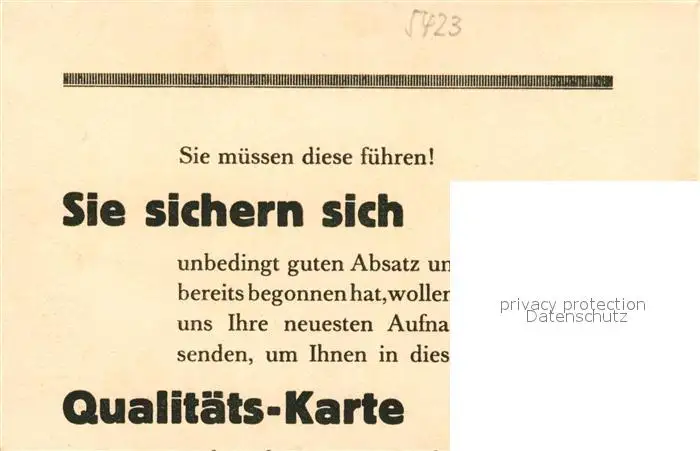 5423
Sie müssen diese führen!
Sie sichern sich
unbedingt guten Absatz un
bereits begonnen hat, woller
uns Ihre neuesten Aufna
senden, um Ihnen in dies
Qualitäts-Karte
privacy protection
Datenschutz